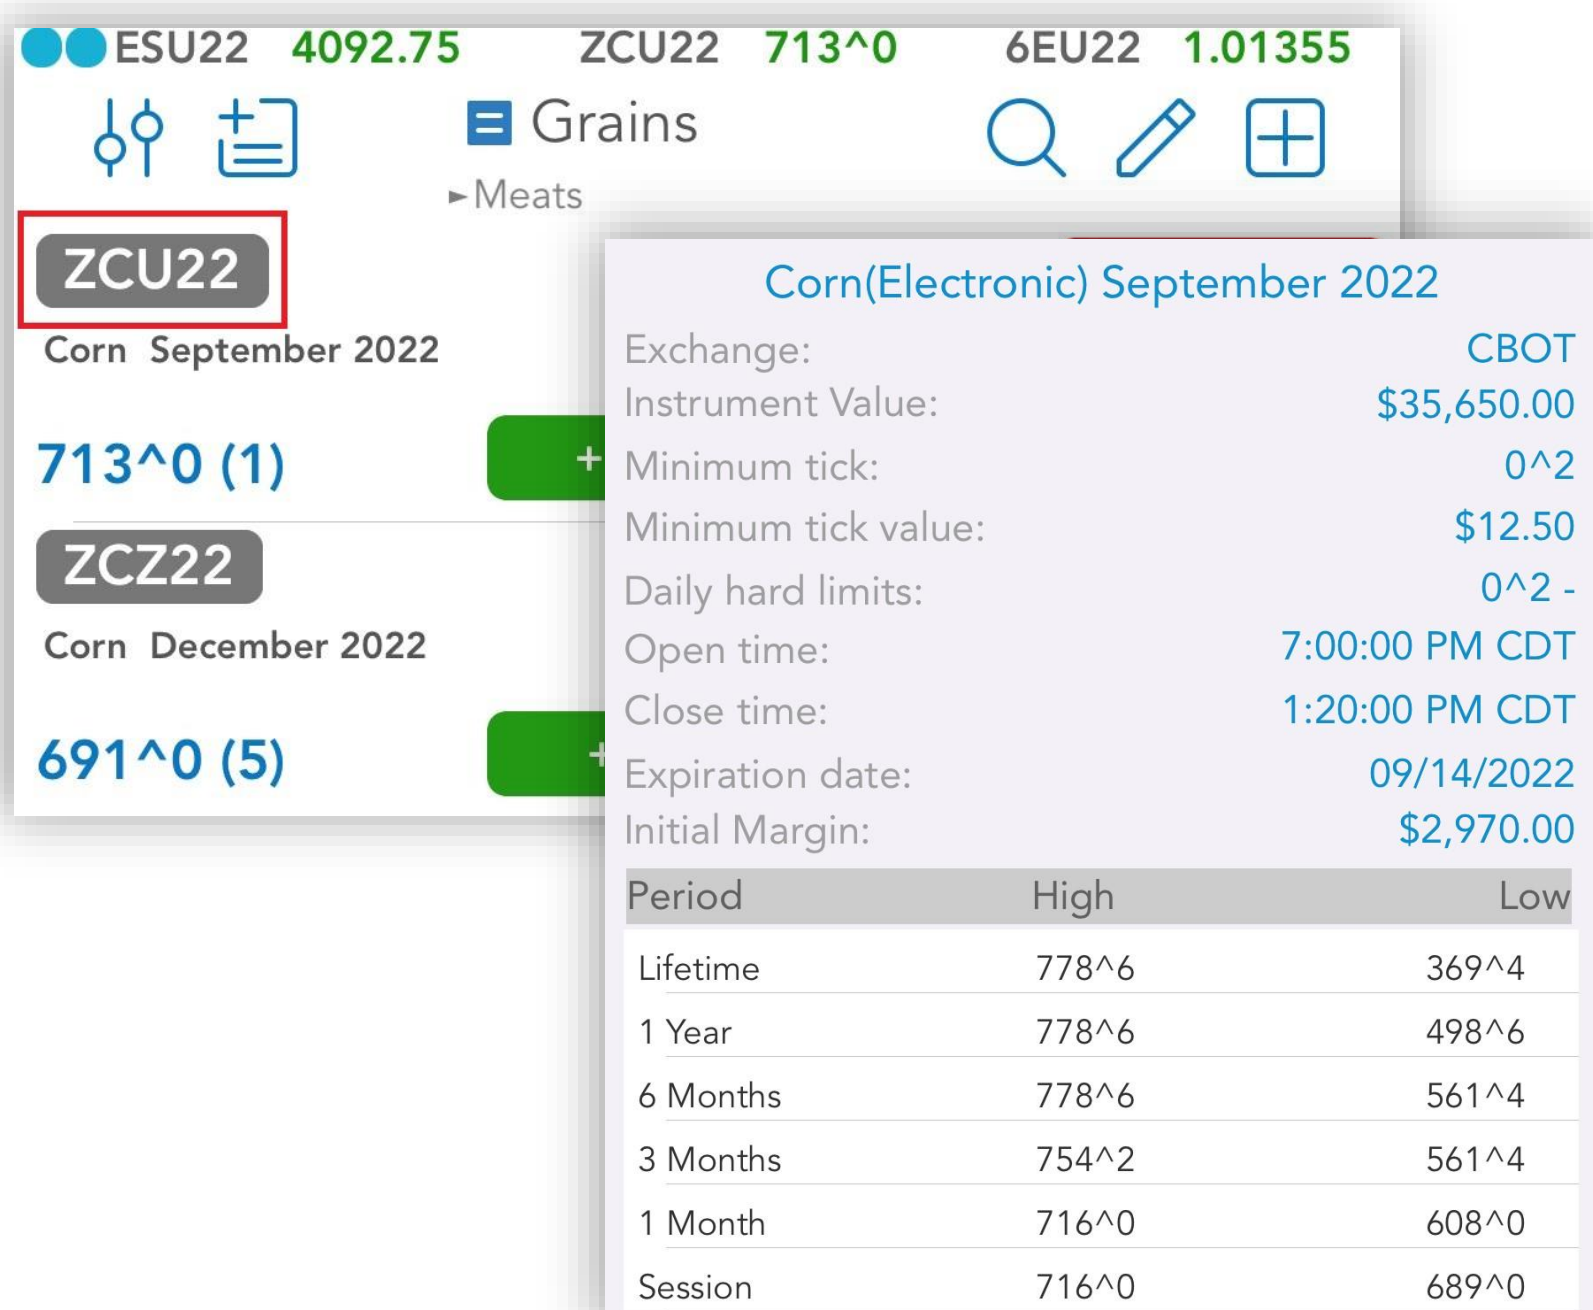 ESU22 4092.75 ZCU22 713^0 6EU22 1.01355
Grains
►Meats
ZCU22
Corn September 2022
713^0 (1)
+
ZCZ22
Corn December 2022
691^0 (5)
+
Corn(Electronic) September 2022
Exchange: CBOT
Instrument Value: $35,650.00
Minimum tick: 0^2
Minimum tick value: $12.50
Daily hard limits: 0^2 -
Open time: 7:00:00 PM CDT
Close time: 1:20:00 PM CDT
Expiration date: 09/14/2022
Initial Margin: $2,970.00
Period High Low
Lifetime 778^6 369^4
1 Year 778^6 498^6
6 Months 778^6 561^4
3 Months 754^2 561^4
1 Month 716^0 608^0
Session 716^0 689^0